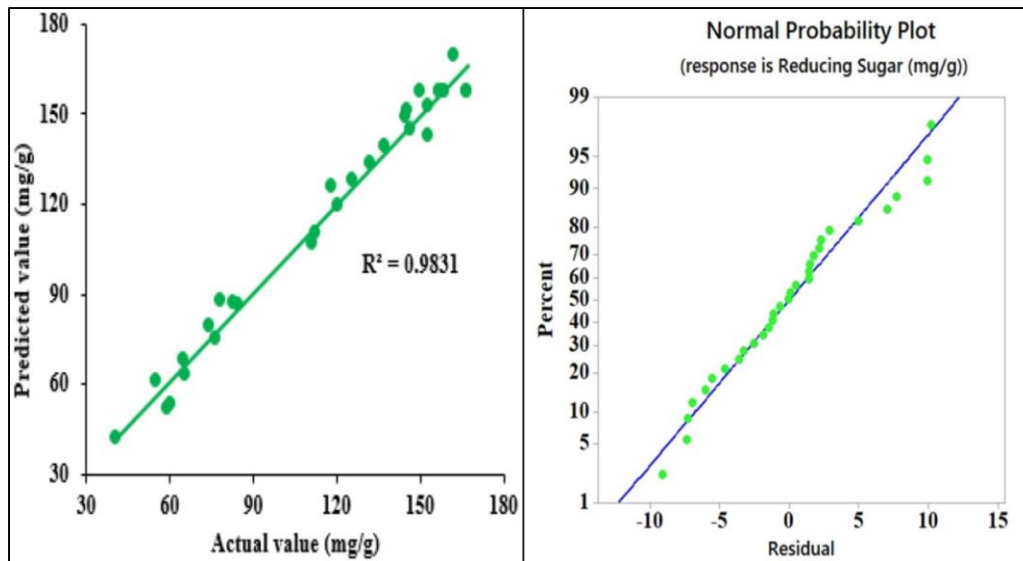 180
150
120
90
60
30
Predicted value (mg/g)
R² = 0.9831
30 60 90 120 150 180
Actual value (mg/g)
Normal Probability Plot
(response is Reducing Sugar (mg/g))
99
95
90
80
70
60
50
40
30
20
10
5
1
Percent
-10 -5 0 5 10 15
Residual